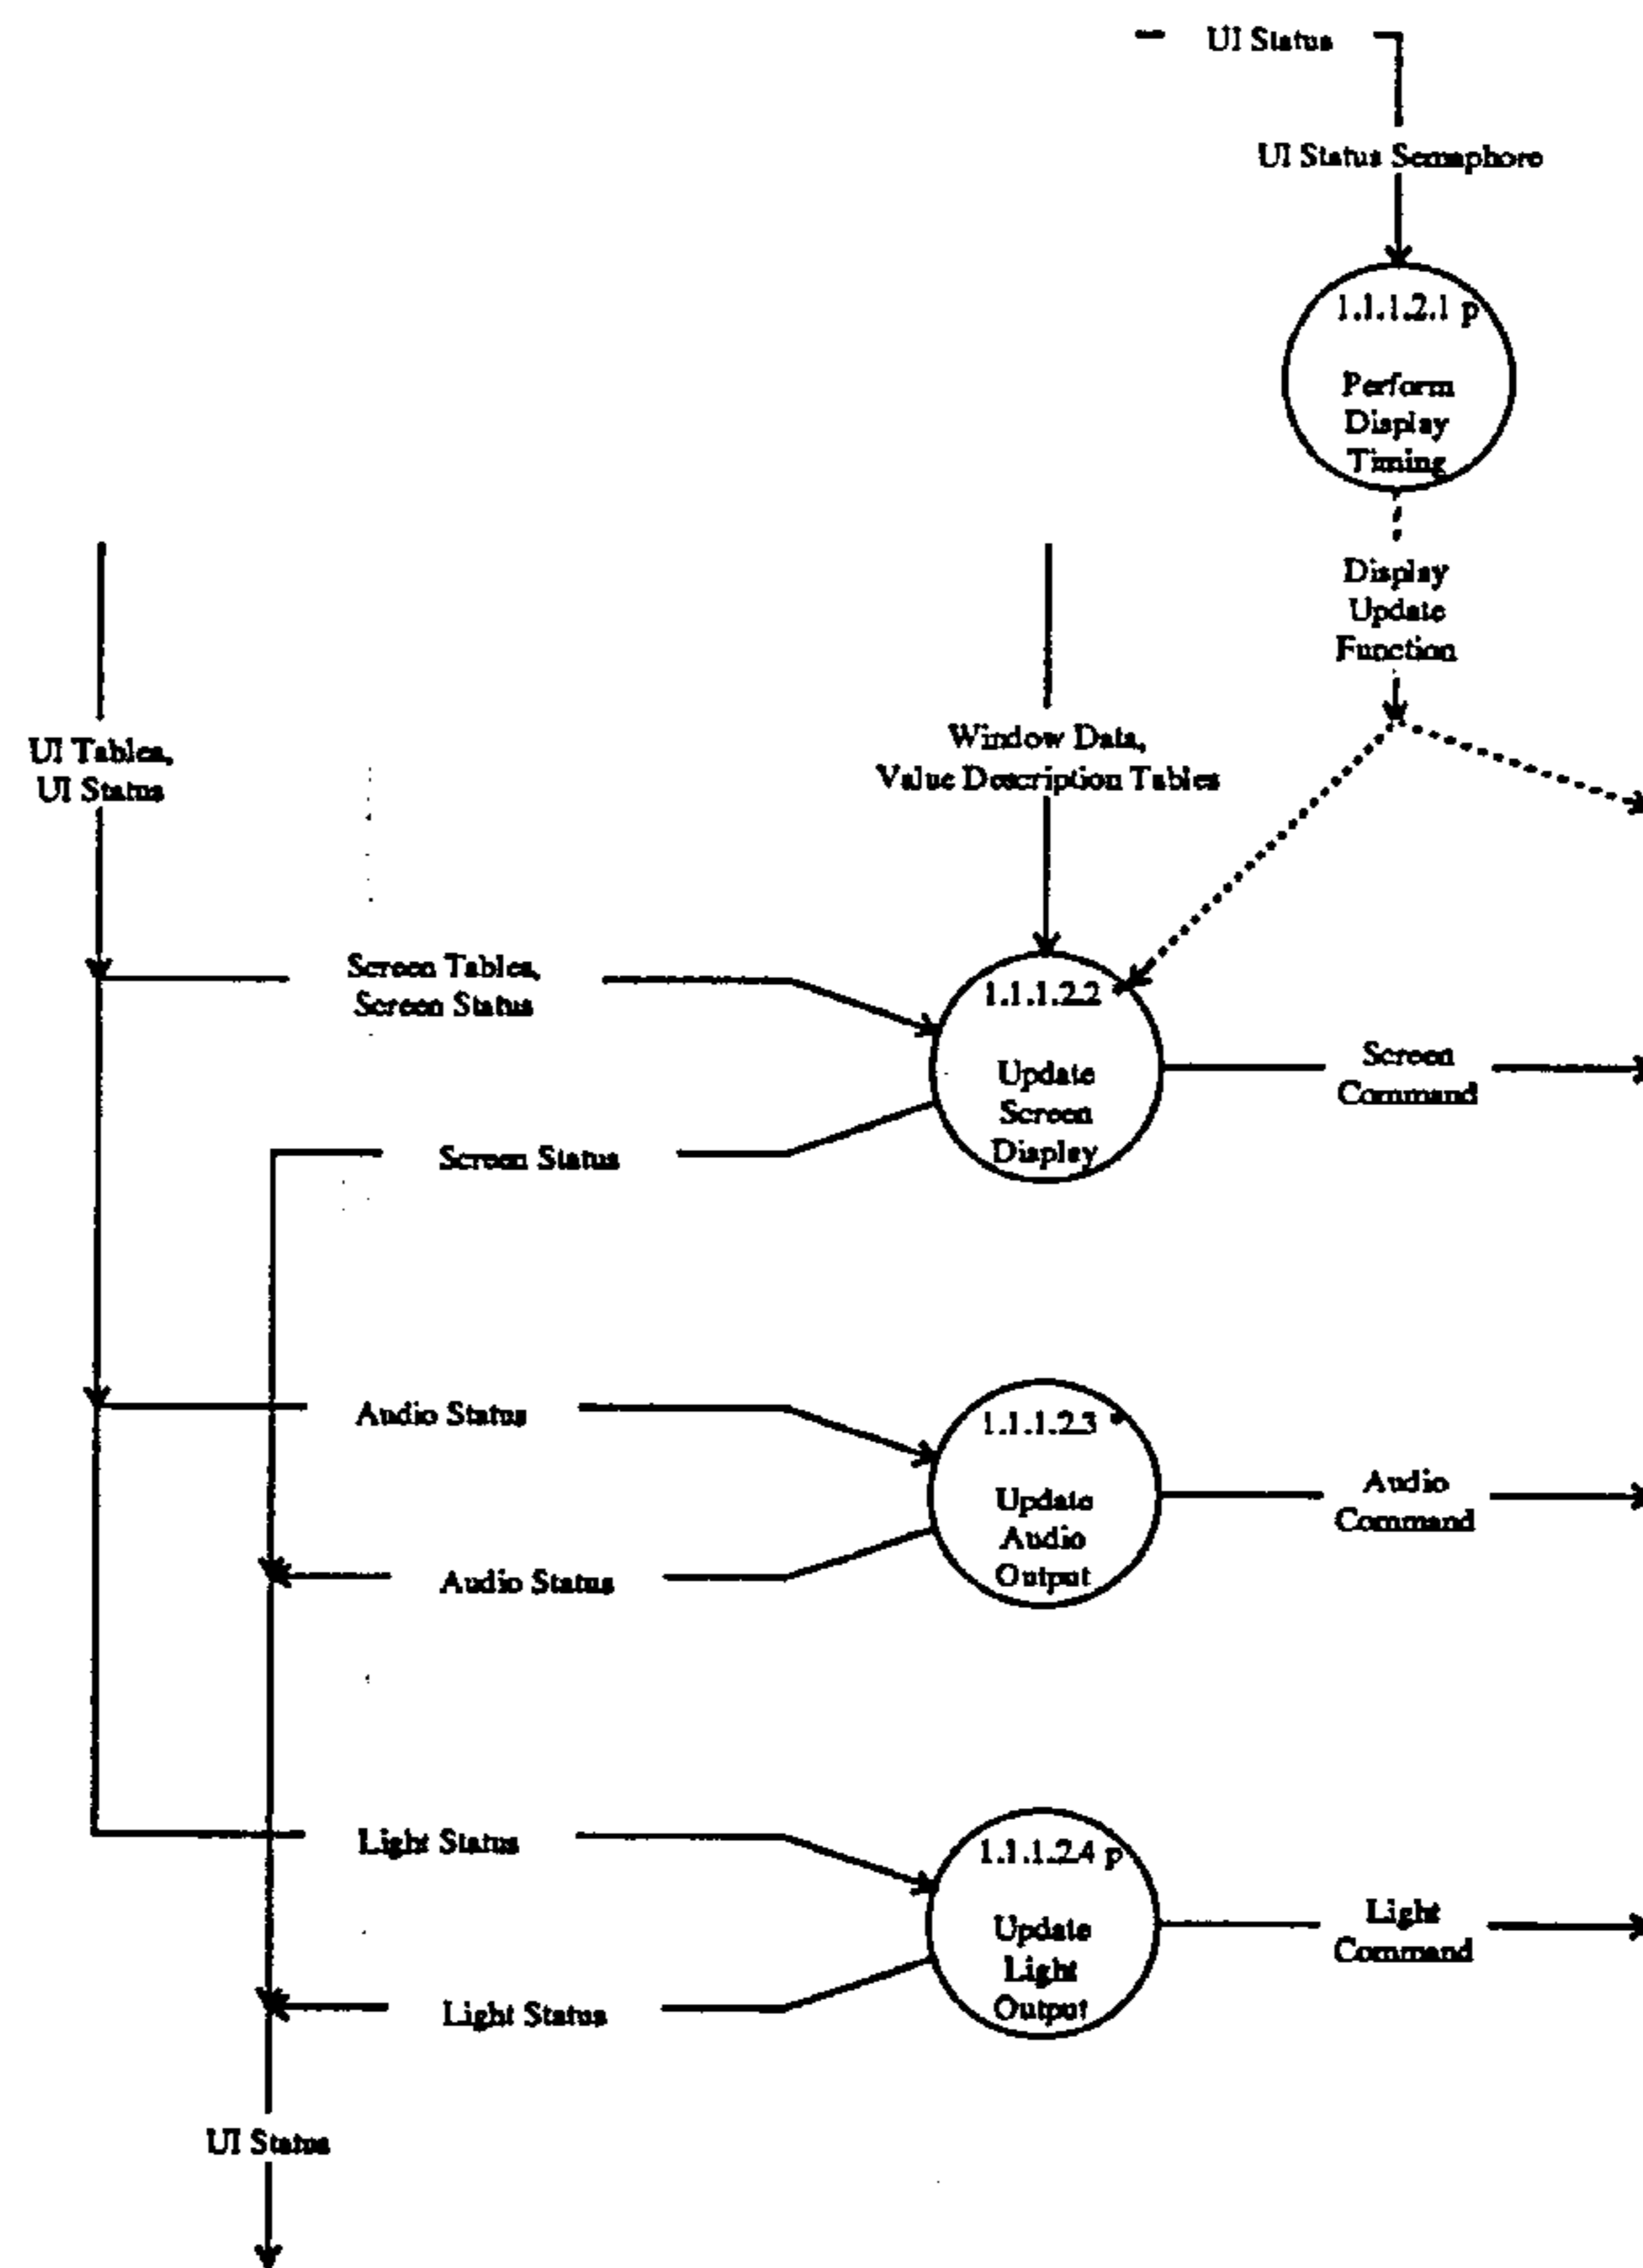 UI Status
UI Status Semaphore
1.1.1.2.1 p
Perform
Display
Timing
Display
Update
Function
UI Tables,
UI Status
Window Data,
Value Description Tables
Screen Tables,
Screen Status
1.1.1.2.2
Update
Screen
Display
Screen
Command
Screen Status
Audio Status
1.1.1.2.3 *
Update
Audio
Output
Audio
Command
Audio Status
Light Status
1.1.1.2.4 p
Update
Light
Output
Light
Command
Light Status
UI Status